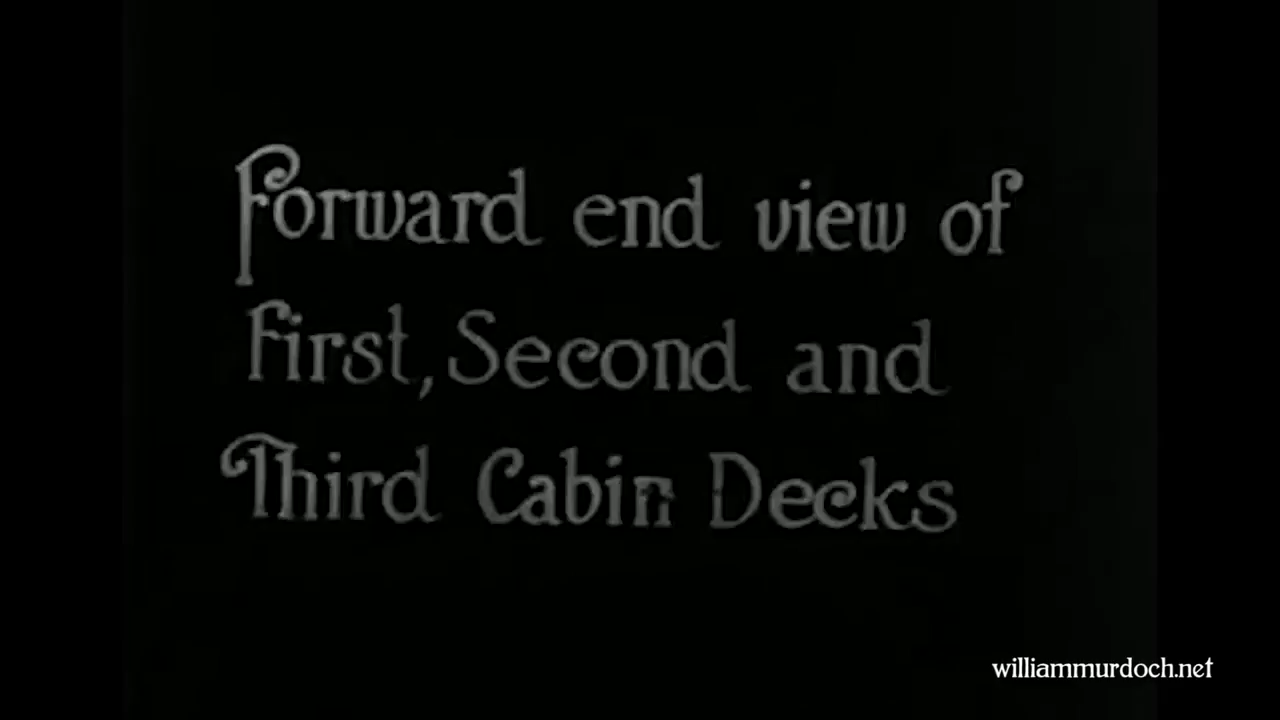 Forward end view of
First, Second and
Third Cabin Decks
williammurdoch.net